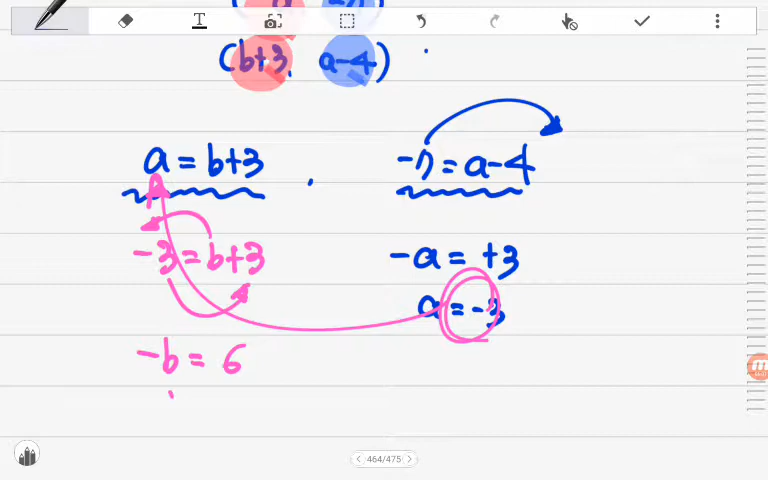 T
(b+3, a-4)
a = b+3 , -7 = a-4
-3 = b+3 -a = +3
a = -3
-b = 6
464/475